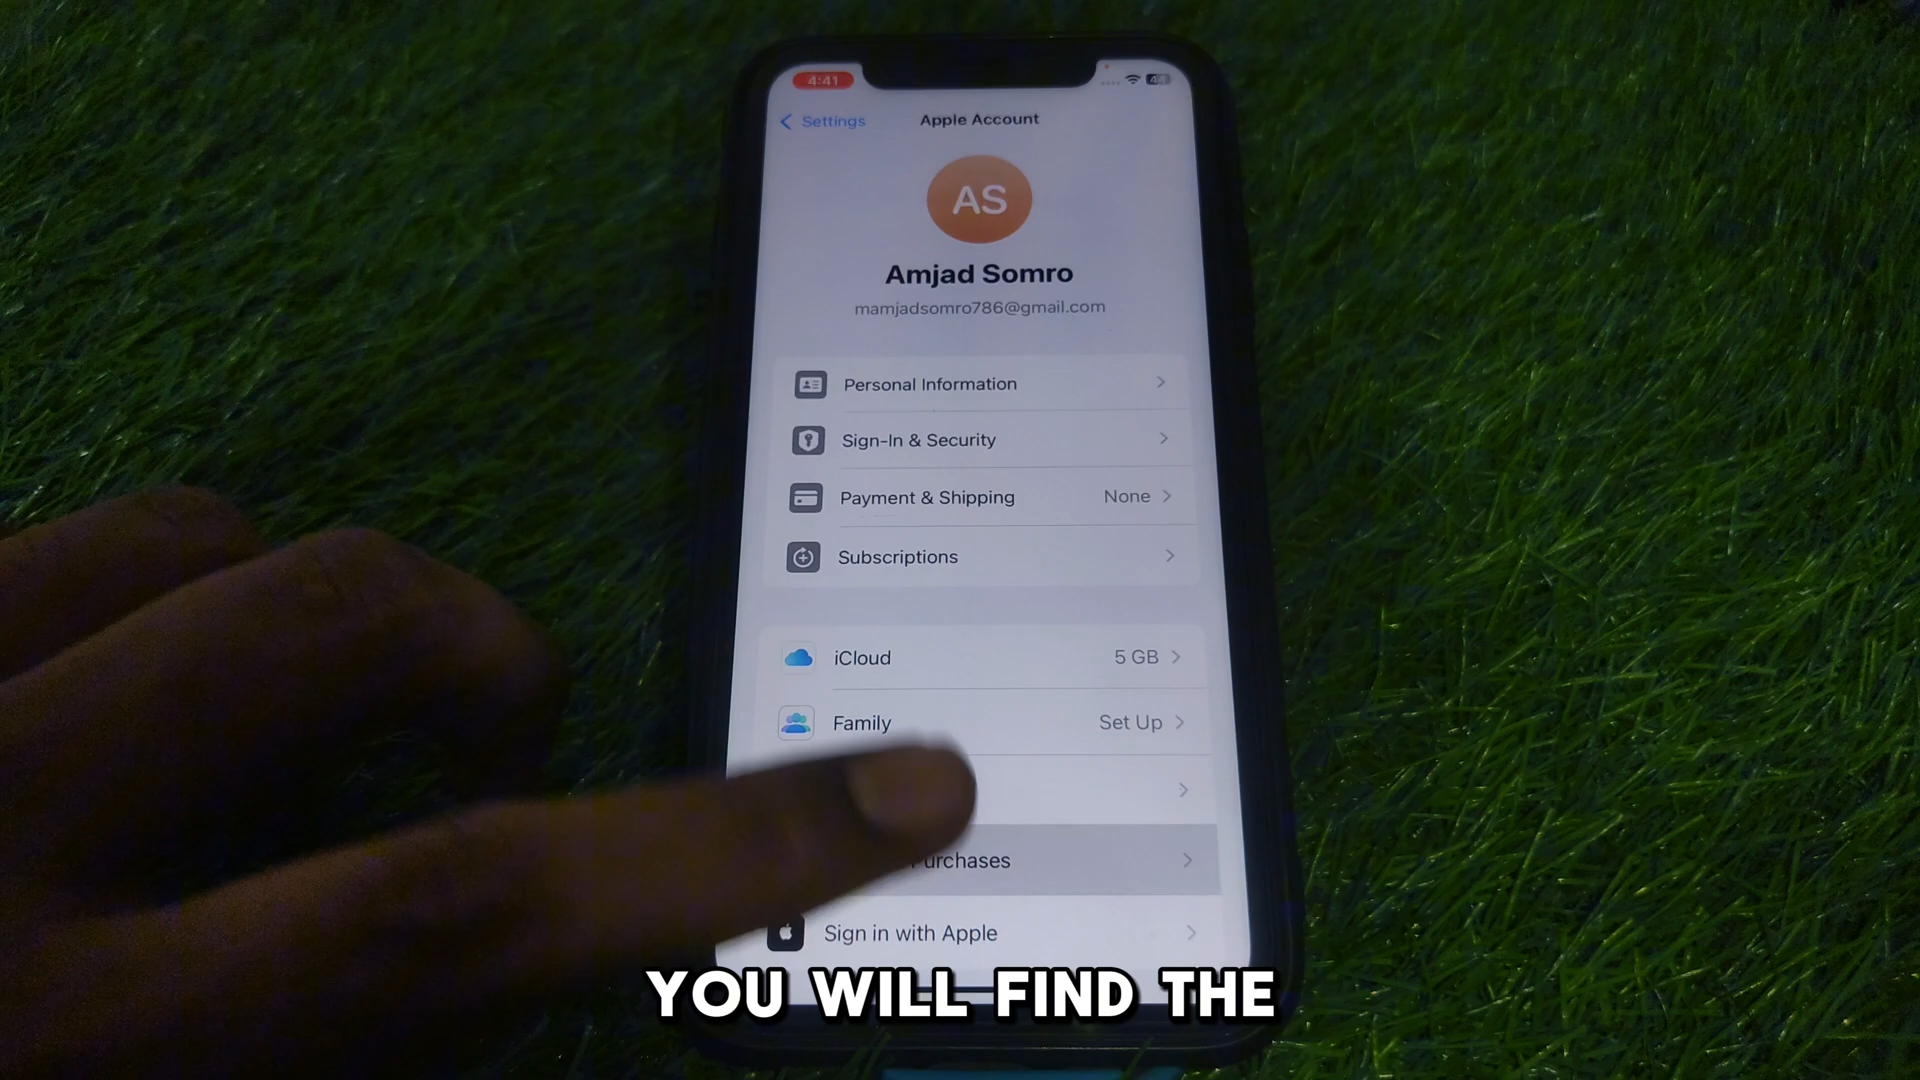 4:41
Settings
Apple Account
AS
Amjad Somro
mamjadsomro786@gmail.com
Personal Information
Sign-In & Security
Payment & Shipping None
Subscriptions
iCloud 5 GB
Family Set Up
Purchases
Sign in with Apple
YOU WILL FIND THE